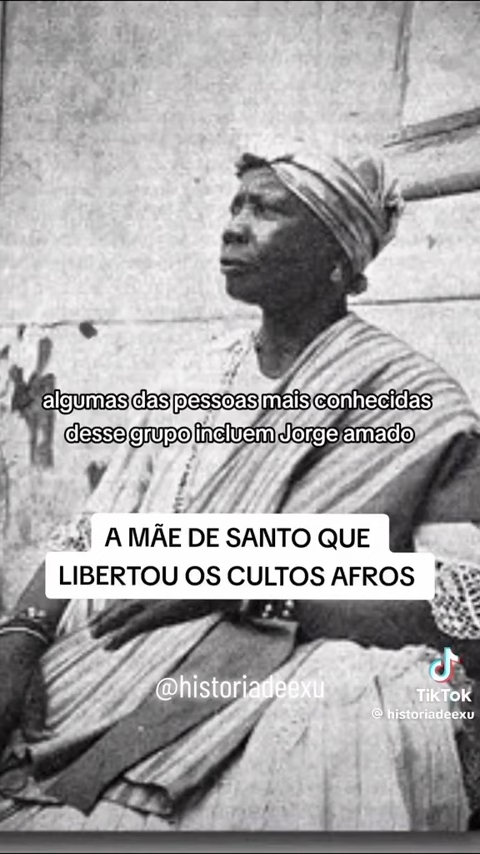 algumas das pessoas mais conhecidas
desse grupo incluem Jorge amado
A MÃE DE SANTO QUE
LIBERTOU OS CULTOS AFROS
@historiadeexu
TikTok
@ historiadeexu